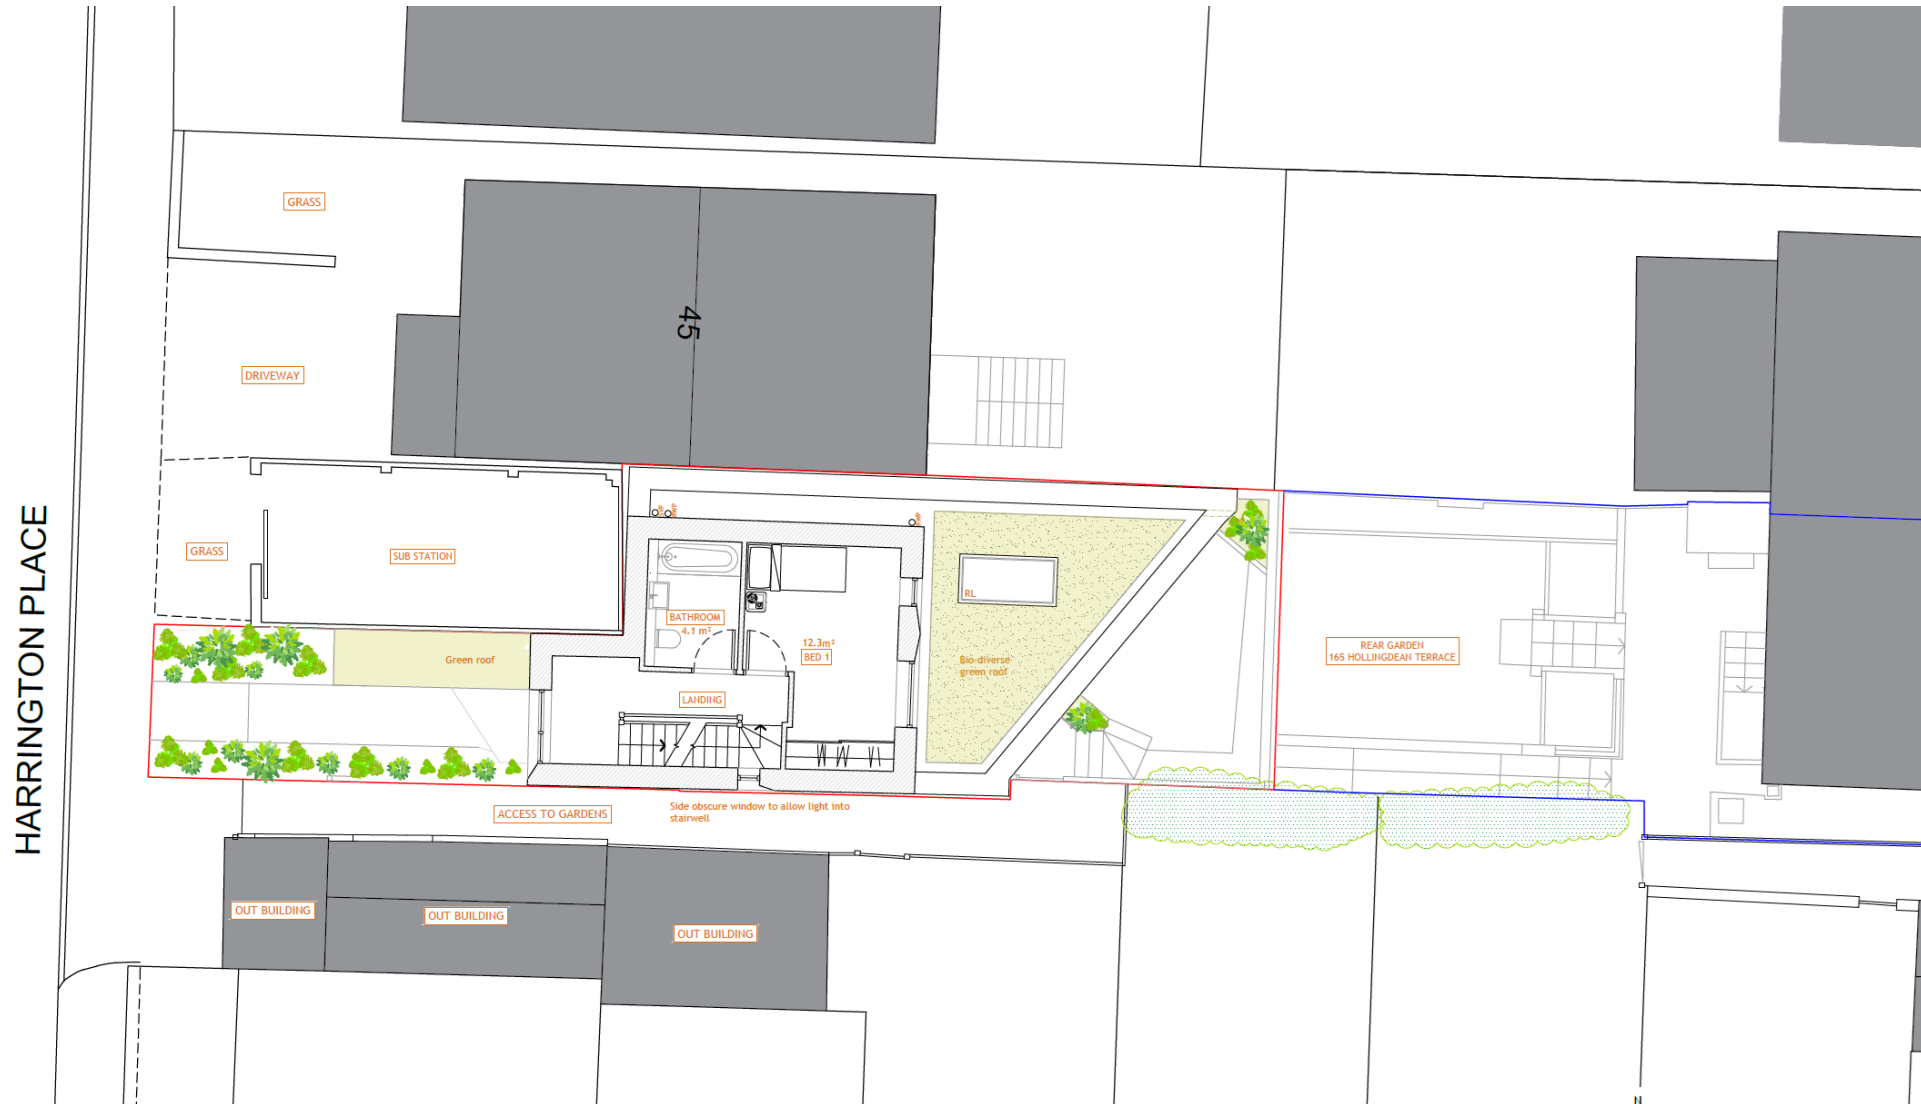 GRASS
45
DRIVEWAY
HARRINGTON PLACE
GRASS
SUB STATION
RWP
RL
BATHROOM
4.1 m²
12.3m²
BED 1
Green roof
Bio-diverse
green roof
REAR GARDEN
165 HOLLINGDEAN TERRACE
LANDING
ACCESS TO GARDENS
Side obscure window to allow light into
stairwell
OUT BUILDING
OUT BUILDING
OUT BUILDING